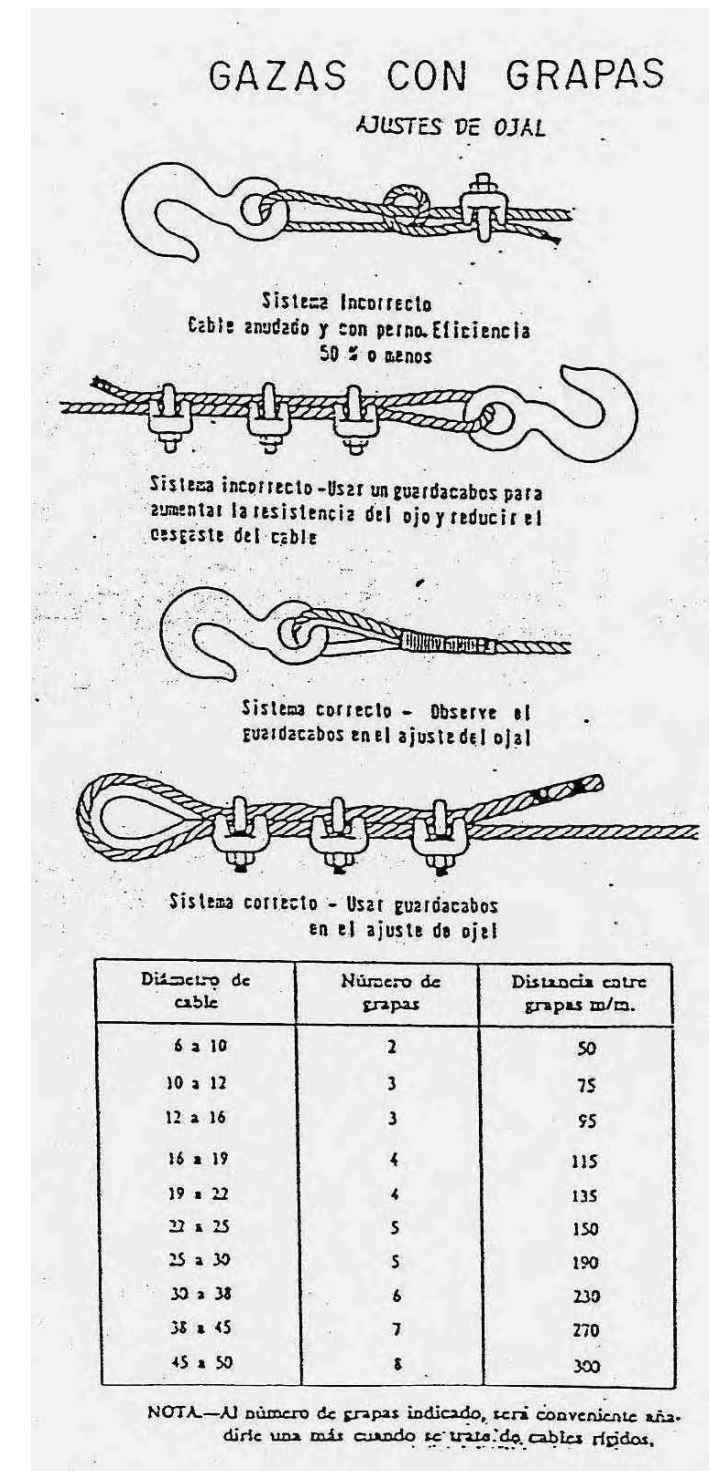 GAZAS CON GRAPAS
AJUSTES DE OJAL
Sistema Incorrecto
Cable anudado y con perno. Eficiencia
50 % o menos
Sistema incorrecto - Usar un guardacabos para
aumentar la resistencia del ojo y reducir el
desgaste del cable
Sistema correcto - Observe el
guardacabos en el ajuste del ojal
Sistema correcto - Usar guardacabos
en el ajuste de ojal
Diámetro de cable Número de grapas Distancia entre grapas m/m.
6 a 10 2 50
10 a 12 3 75
12 a 16 3 95
16 a 19 4 115
19 a 22 4 135
22 a 25 5 150
25 a 30 5 190
30 a 38 6 230
38 a 45 7 270
45 a 50 8 300
NOTA.—Al número de grapas indicado, será conveniente aña-
dirle una más cuando se trate de cables rígidos.